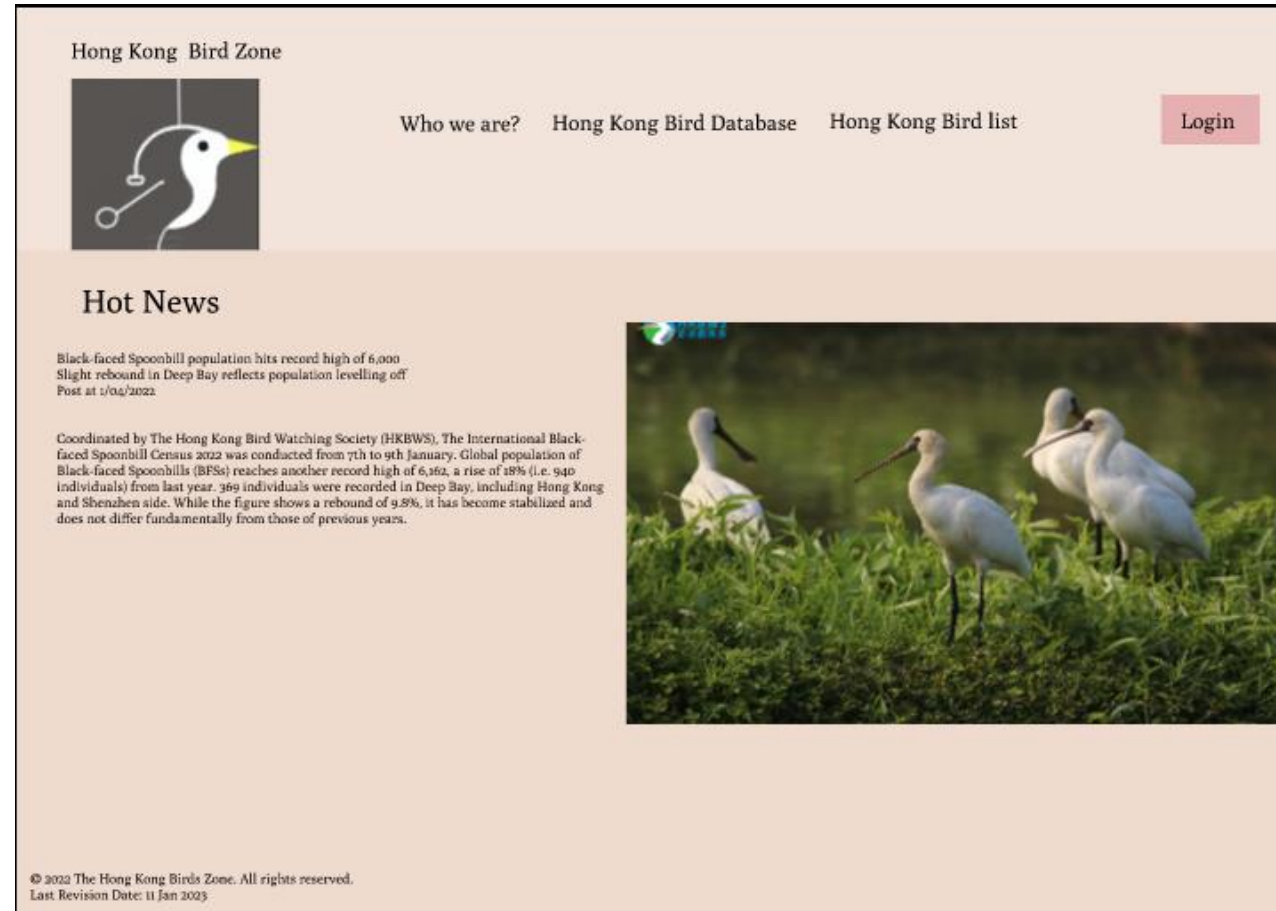 Hong Kong  Bird Zone
Who we are?
Hong Kong Bird Database
Hong Kong Bird list
Login
Hot News
Black-faced Spoonbill population hits record high of 6,000
Slight rebound in Deep Bay reflects population levelling off
Post at 1/04/2022
Coordinated by The Hong Kong Bird Watching Society (HKBWS), The International Black-
faced Spoonbill Census 2022 was conducted from 7th to 9th January. Global population of
Black-faced Spoonbills (BFSs) reaches another record high of 6,162, a rise of 18% (i.e. 940
individuals) from last year. 369 individuals were recorded in Deep Bay, including Hong Kong
and Shenzhen side. While the figure shows a rebound of 9.8%, it has become stabilized and
does not differ fundamentally from those of previous years.
© 2022 The Hong Kong Birds Zone. All rights reserved.
Last Revision Date: 11 Jan 2023